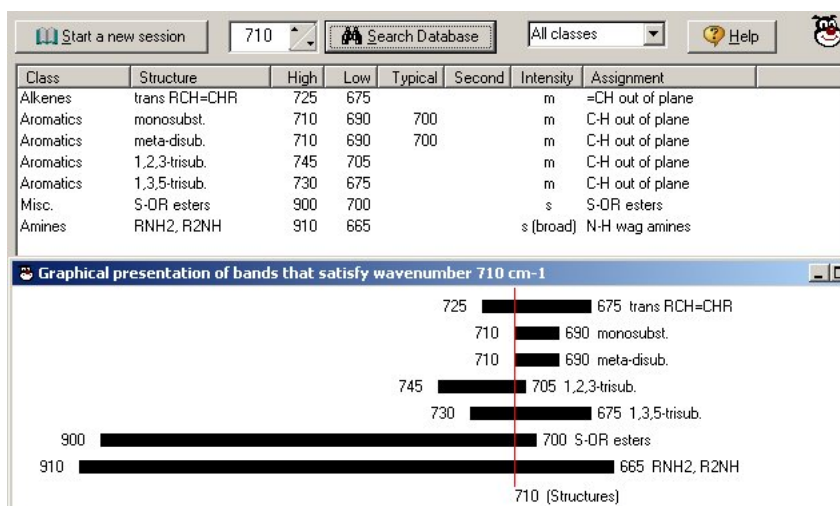 Start a new session 710 Search Database All classes Help
Class Structure High Low Typical Second Intensity Assignment
Alkenes trans RCH=CHR 725 675 m =CH out of plane
Aromatics monosubst. 710 690 700 m C-H out of plane
Aromatics meta-disub. 710 690 700 m C-H out of plane
Aromatics 1,2,3-trisub. 745 705 m C-H out of plane
Aromatics 1,3,5-trisub. 730 675 m C-H out of plane
Misc. S-OR esters 900 700 s S-OR esters
Amines RNH2, R2NH 910 665 s (broad) N-H wag amines
Graphical presentation of bands that satisfy wavenumber 710 cm-1
725 675 trans RCH=CHR
710 690 monosubst.
710 690 meta-disub.
745 705 1,2,3-trisub.
730 675 1,3,5-trisub.
900 700 S-OR esters
910 665 RNH2, R2NH
710 (Structures)